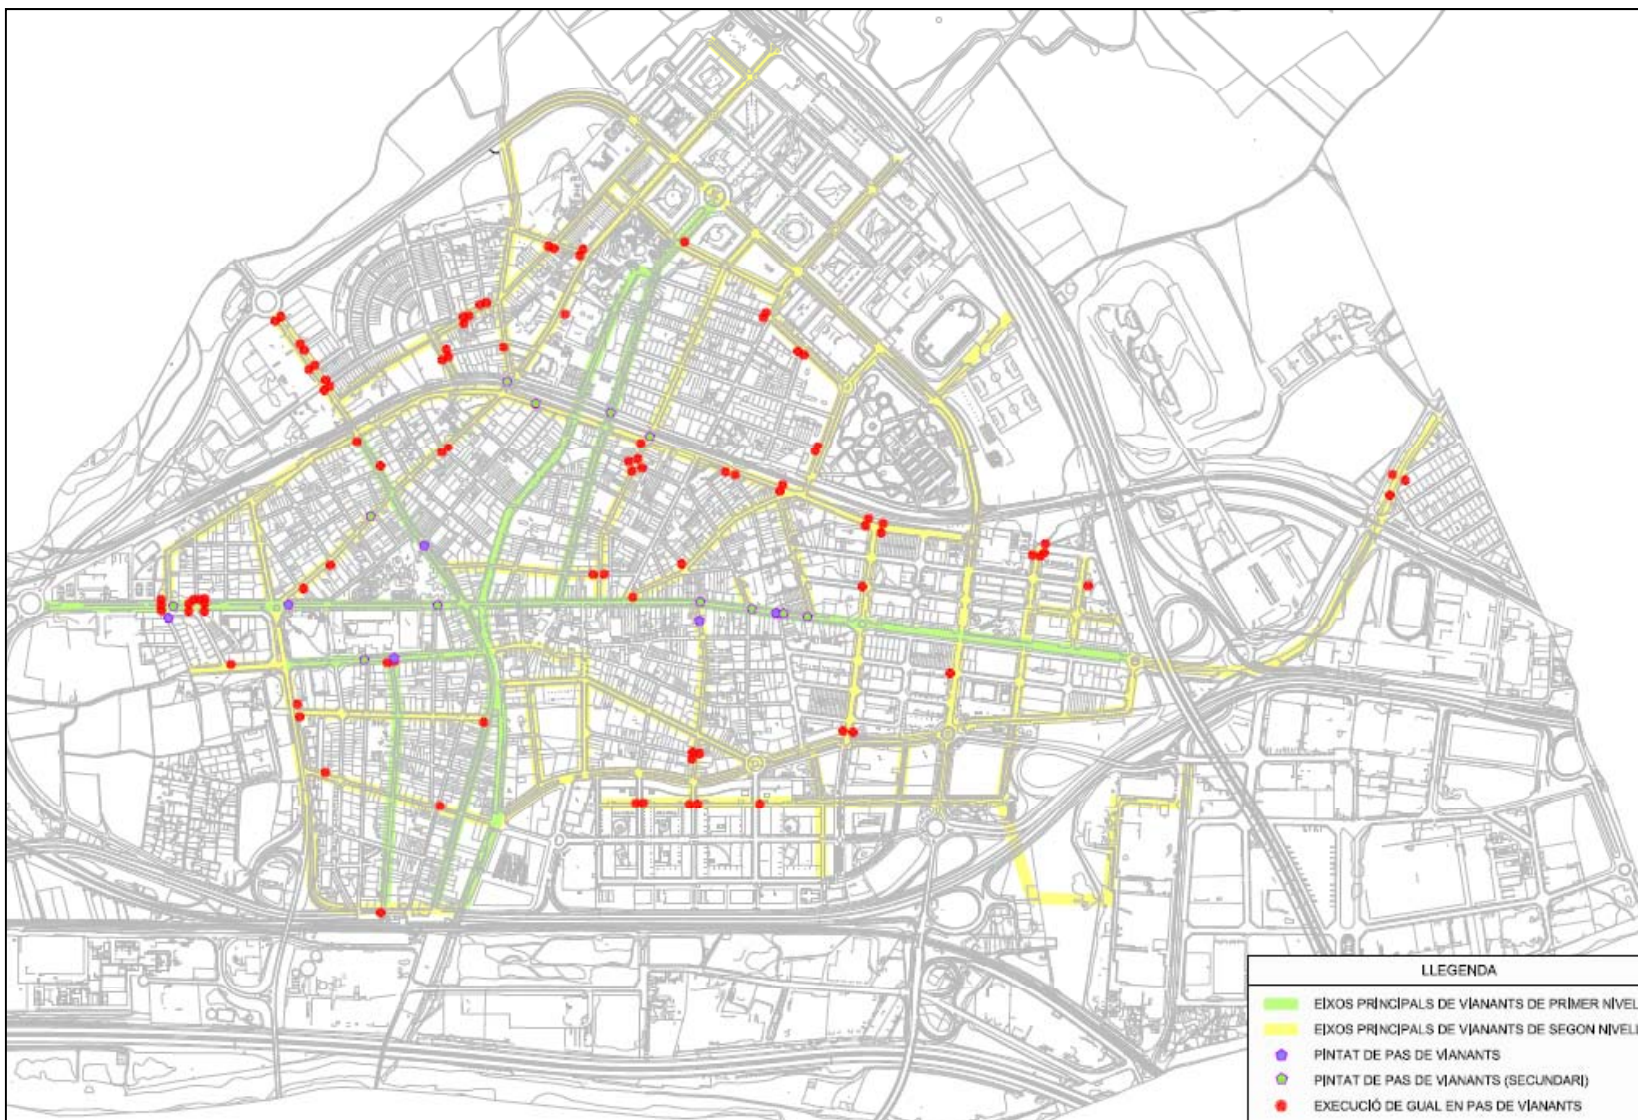 LLEGENDA
EIXOS PRINCIPALS DE VIANANTS DE PRIMER NIVELL
EIXOS PRINCIPALS DE VIANANTS DE SEGON NIVELL
PINTAT DE PAS DE VIANANTS
PINTAT DE PAS DE VIANANTS (SECUNDARI)
EXECUCIÓ DE GUAL EN PAS DE VIANANTS